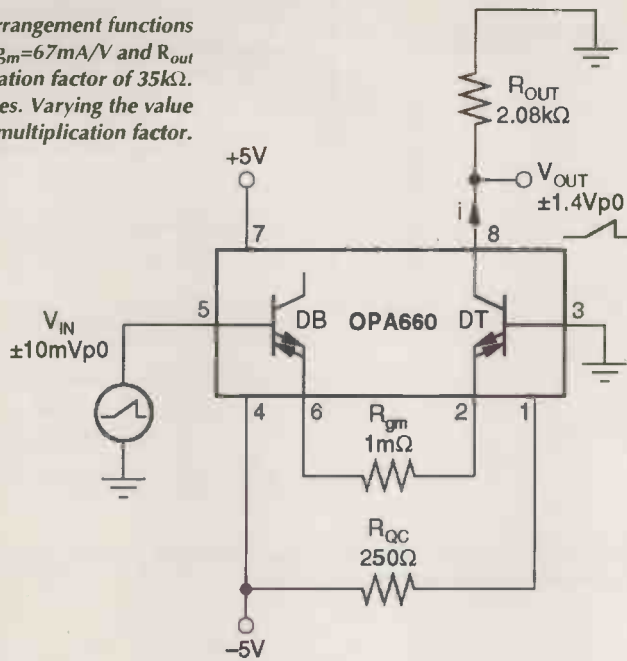 rrangement functions
gm=67mA/V and Rout
ation factor of 35kΩ.
es. Varying the value
multiplication factor.
ROUT
2.08kΩ
+5V
VOUT
±1.4Vp0
i
7
8
5
DB
OPA660
DT
3
VIN
±10mVp0
4
6
2
1
Rgm
1mΩ
RQC
250Ω
–5V